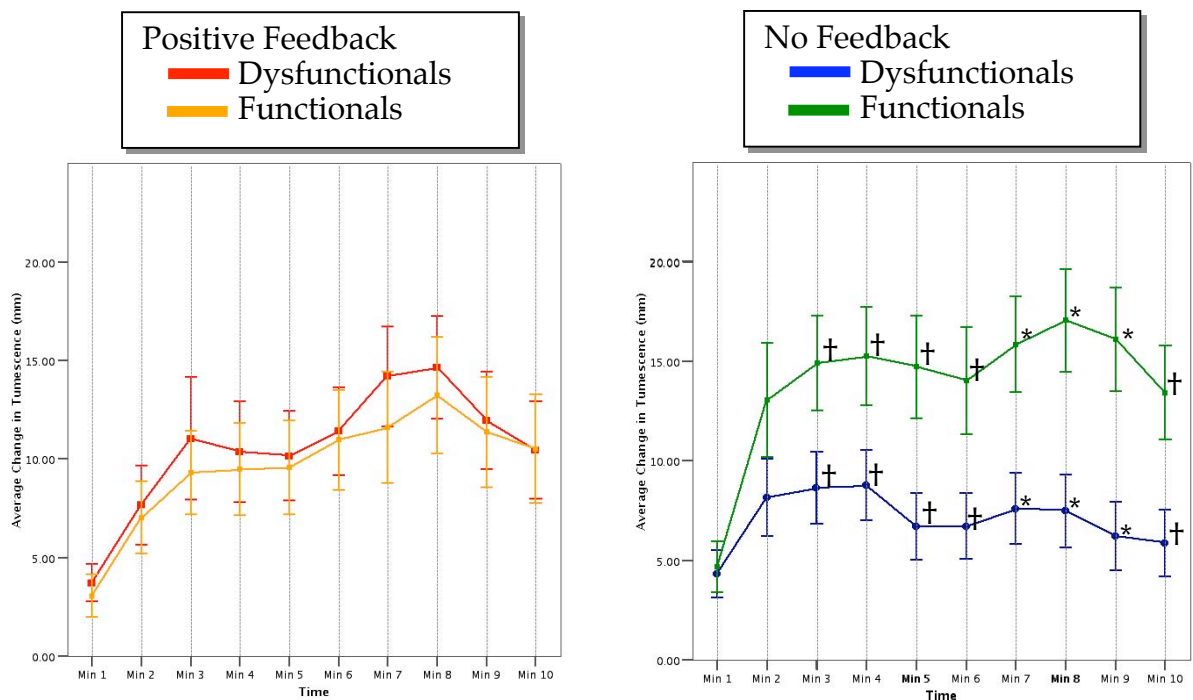 Positive Feedback
Dysfunctionals
Functionals
No Feedback
Dysfunctionals
Functionals
Average Change in Tumescence (mm)
20.00
15.00
10.00
5.00
0.00
Min 1 Min 2 Min 3 Min 4 Min 5 Min 6 Min 7 Min 8 Min 9 Min 10
Time
Average Change in Tumescence (mm)
20.00
15.00
10.00
5.00
0.00
† † † † * * * †
† † † † * * * †
Min 1 Min 2 Min 3 Min 4 Min 5 Min 6 Min 7 Min 8 Min 9 Min 10
Time